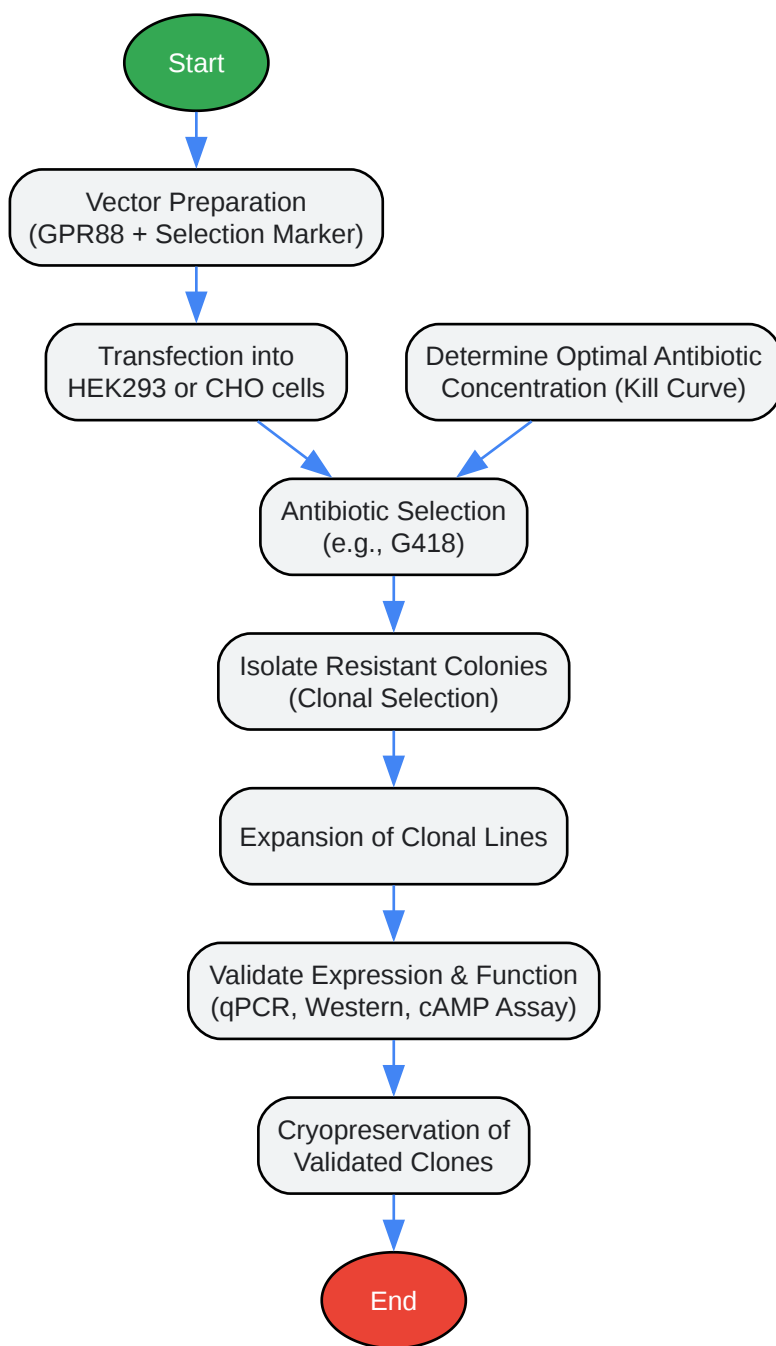 Start
Vector Preparation
(GPR88 + Selection Marker)
Transfection into
HEK293 or CHO cells
Determine Optimal Antibiotic
Concentration (Kill Curve)
Antibiotic Selection
(e.g., G418)
Isolate Resistant Colonies
(Clonal Selection)
Expansion of Clonal Lines
Validate Expression & Function
(qPCR, Western, cAMP Assay)
Cryopreservation of
Validated Clones
End